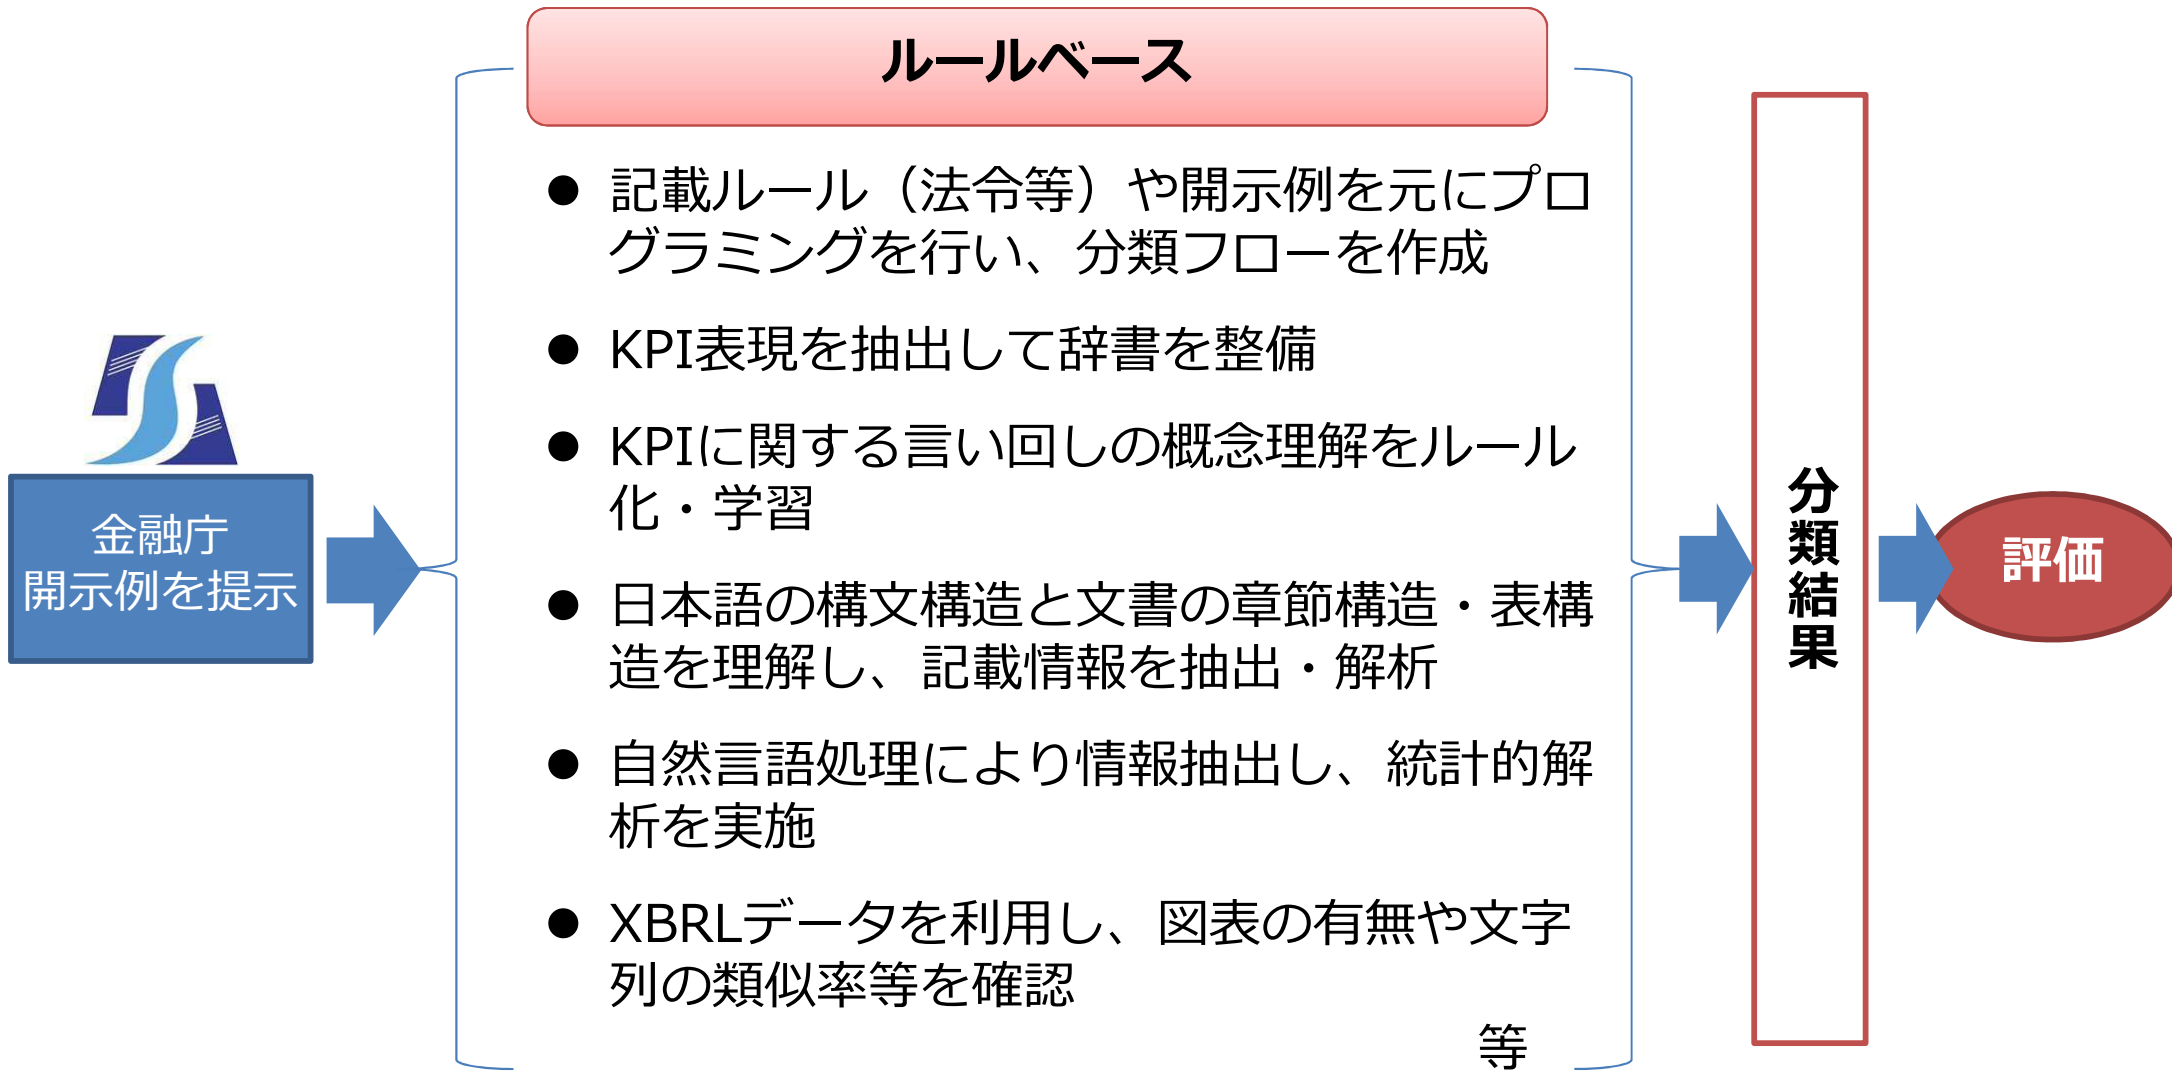 ルールベース
● 記載ルール（法令等）や開示例を元にプロ
グラミングを行い、分類フローを作成
● KPI表現を抽出して辞書を整備
● KPIに関する言い回しの概念理解をルール
化・学習
● 日本語の構文構造と文書の章節構造・表構
造を理解し、記載情報を抽出・解析
● 自然言語処理により情報抽出し、統計的解
析を実施
● XBRLデータを利用し、図表の有無や文字
列の類似率等を確認
等
金融庁
開示例を提示
分類結果
評価